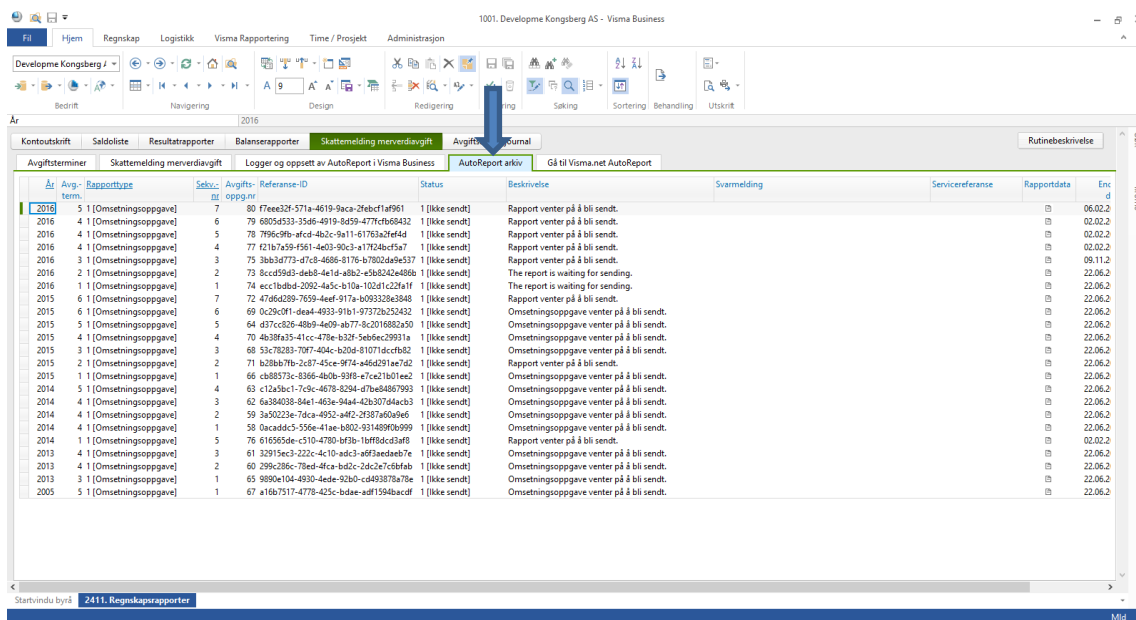 1001. Developme Kongsberg AS - Visma Business
Fil Hjem Regnskap Logistikk Visma Rapportering Time / Prosjekt Administrasjon
Developme Kongsberg
A 9
Bedrift Navigering Design Redigering Søking Sortering Behandling Utskrift
År 2016
Kontoutskrift Saldoliste Resultatrapporter Balanserapporter Skattemelding merverdiavgift Rutinebeskrivelse
Avgiftsterminer Skattemelding merverdiavgift Logger og oppsett av AutoReport i Visma Business AutoReport arkiv Gå til Visma.net AutoReport
År Avg.- Rapporttype Sekv.- Avgifts- Referanse-ID Status Beskrivelse Svarmelding Servicereferanse Rapportdata
term. nr oppg.nr
2016 5 1 [Omsetningsoppgave] 7 80 f7eee32f-571a-4619-9aca-2febcf1af961 1 [Ikke sendt] Rapport venter på å bli sendt. 06.02.2
2016 4 1 [Omsetningsoppgave] 6 79 6805d533-35d6-4919-8d59-477fcfb68432 1 [Ikke sendt] Rapport venter på å bli sendt. 02.02.2
2016 4 1 [Omsetningsoppgave] 5 78 7f96c9fb-afcd-4b2c-9a11-61763a2fef4d 1 [Ikke sendt] Rapport venter på å bli sendt. 02.02.2
2016 4 1 [Omsetningsoppgave] 4 77 f21b7a59-f561-4e03-90c3-a17f24bcf5a7 1 [Ikke sendt] Rapport venter på å bli sendt. 02.02.2
2016 3 1 [Omsetningsoppgave] 3 75 3bb3d773-d7c8-4686-8176-b7802da9e537 1 [Ikke sendt] Rapport venter på å bli sendt. 09.11.2
2016 2 1 [Omsetningsoppgave] 2 73 8ccd59d3-deb8-4e1d-a8b2-e5b8242e486b 1 [Ikke sendt] The report is waiting for sending. 22.06.2
2016 1 1 [Omsetningsoppgave] 1 74 ecc1bdbd-2092-4a5c-b10a-102d1c22fa1f 1 [Ikke sendt] The report is waiting for sending. 22.06.2
2015 6 1 [Omsetningsoppgave] 7 72 47d6d289-7659-4eef-917a-b093328e3848 1 [Ikke sendt] Rapport venter på å bli sendt. 22.06.2
2015 6 1 [Omsetningsoppgave] 6 69 0c29c0f1-dea4-4933-91b1-97372b252432 1 [Ikke sendt] Omsetningsoppgave venter på å bli sendt. 22.06.2
2015 5 1 [Omsetningsoppgave] 5 64 d37cc826-48b9-4e09-ab77-8c2016882a50 1 [Ikke sendt] Omsetningsoppgave venter på å bli sendt. 22.06.2
2015 4 1 [Omsetningsoppgave] 4 70 4b38fa35-41cc-478e-b32f-5eb6ec29931a 1 [Ikke sendt] Omsetningsoppgave venter på å bli sendt. 22.06.2
2015 3 1 [Omsetningsoppgave] 3 68 53c78283-70f7-404c-b20d-81071dccfb82 1 [Ikke sendt] Omsetningsoppgave venter på å bli sendt. 22.06.2
2015 2 1 [Omsetningsoppgave] 2 71 b28bb7fb-2c87-45ce-9f74-a46d291ae7d2 1 [Ikke sendt] Rapport venter på å bli sendt. 22.06.2
2015 1 1 [Omsetningsoppgave] 1 66 cb88573c-8366-4b0b-93f8-e7ce21b01ee2 1 [Ikke sendt] Omsetningsoppgave venter på å bli sendt. 22.06.2
2014 5 1 [Omsetningsoppgave] 4 63 c12a5bc1-7c9c-4678-8294-d7be84867993 1 [Ikke sendt] Omsetningsoppgave venter på å bli sendt. 22.06.2
2014 4 1 [Omsetningsoppgave] 3 62 6a384038-84e1-463e-94a4-42b307d4acb3 1 [Ikke sendt] Omsetningsoppgave venter på å bli sendt. 22.06.2
2014 4 1 [Omsetningsoppgave] 2 59 3a50223e-7dca-4952-a4f2-2f387a60a9e6 1 [Ikke sendt] Omsetningsoppgave venter på å bli sendt. 22.06.2
2014 4 1 [Omsetningsoppgave] 1 58 0acaddc5-556e-41ae-b802-931489f0b999 1 [Ikke sendt] Omsetningsoppgave venter på å bli sendt. 22.06.2
2014 1 1 [Omsetningsoppgave] 5 76 616565de-c510-4780-bf3b-1bff8dcd3af8 1 [Ikke sendt] Rapport venter på å bli sendt. 02.02.2
2013 4 1 [Omsetningsoppgave] 3 61 32915ec3-222c-4c10-adc3-a6f3aedaeb7e 1 [Ikke sendt] Omsetningsoppgave venter på å bli sendt. 22.06.2
2013 4 1 [Omsetningsoppgave] 2 60 299c286c-78ed-4fca-bd2c-2dc2e7c6bfab 1 [Ikke sendt] Omsetningsoppgave venter på å bli sendt. 22.06.2
2013 3 1 [Omsetningsoppgave] 1 65 9890e104-4930-4ede-92b0-cd493878a78e 1 [Ikke sendt] Omsetningsoppgave venter på å bli sendt. 22.06.2
2005 5 1 [Omsetningsoppgave] 1 67 a16b7517-4778-425c-bdae-adf1594bacdf 1 [Ikke sendt] Omsetningsoppgave venter på å bli sendt. 22.06.2
Startvindu byrå 2411. Regnskapsrapporter
Mld